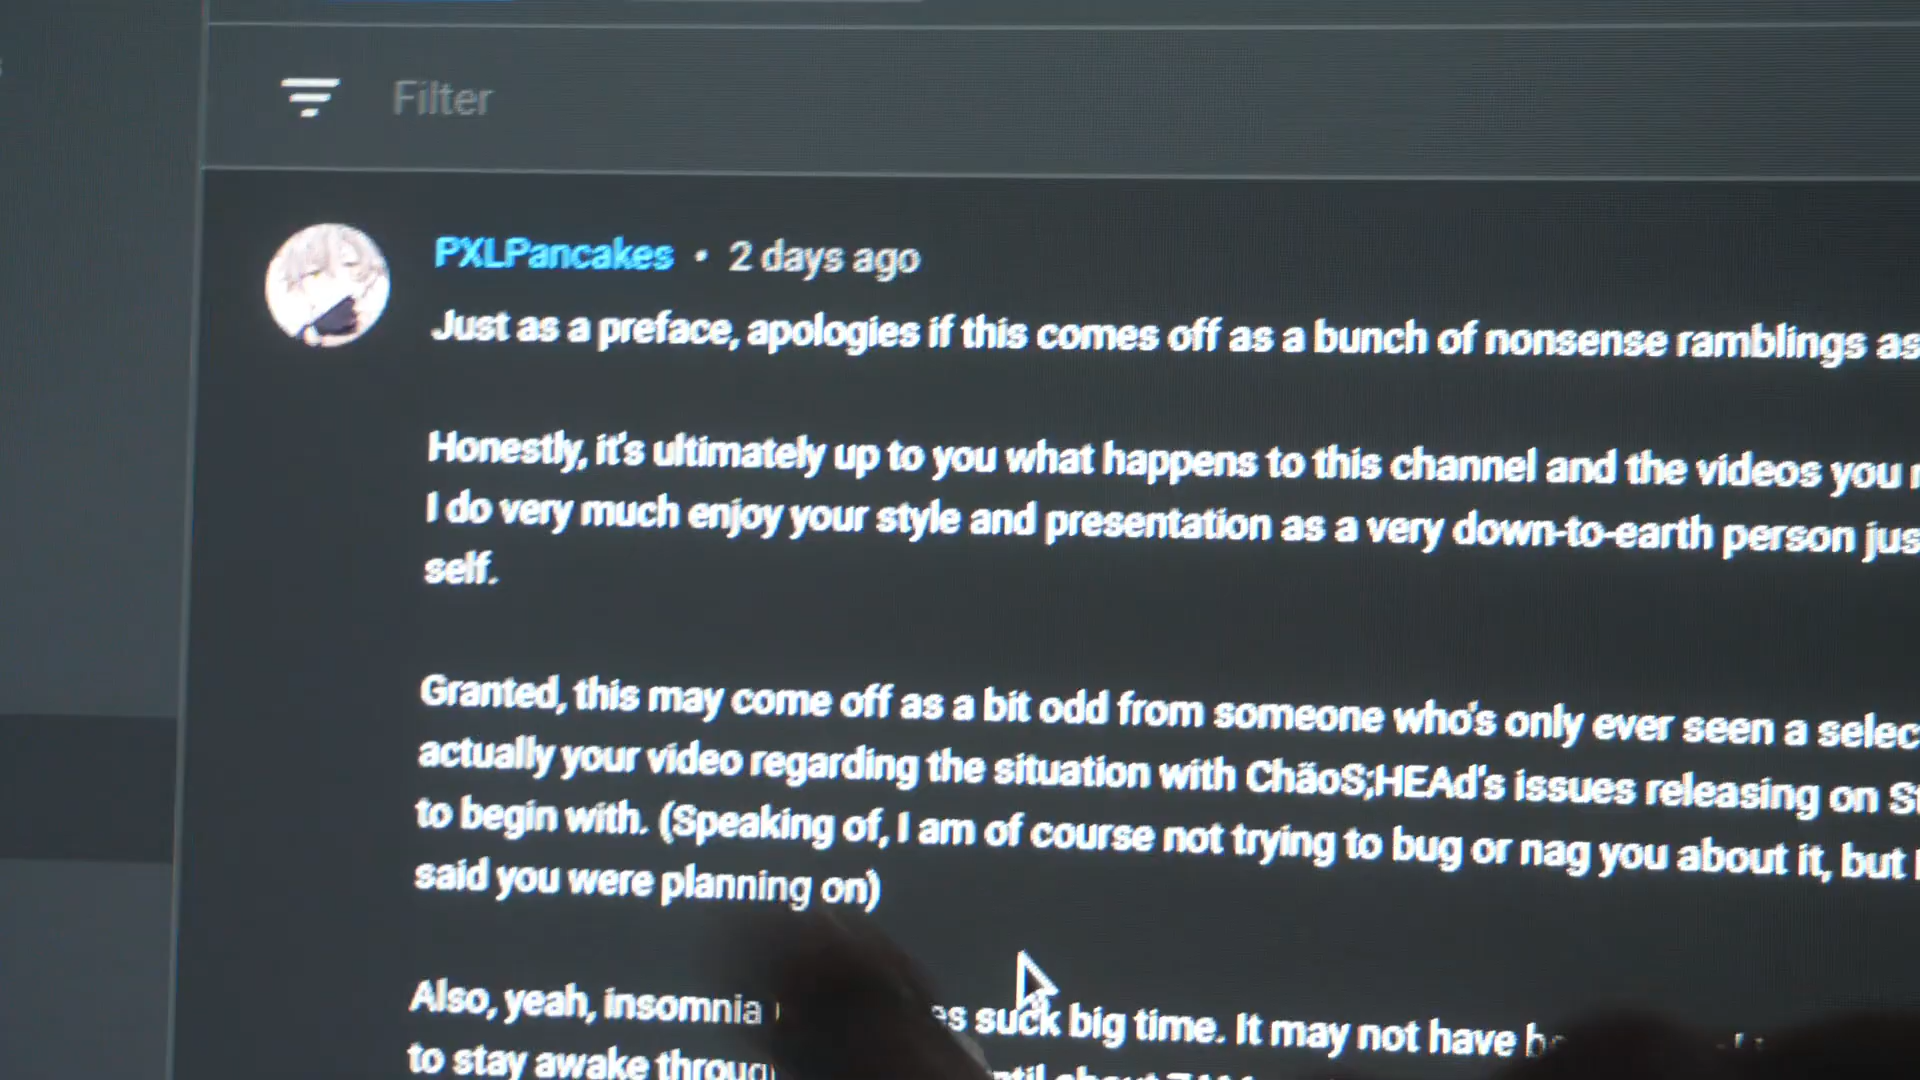 Filter
PXLPancakes • 2 days ago
Just as a preface, apologies if this comes off as a bunch of nonsense ramblings as
Honestly, it's ultimately up to you what happens to this channel and the videos you
I do very much enjoy your style and presentation as a very down-to-earth person
self.
Granted, this may come off as a bit odd from someone who's only ever seen a
actually your video regarding the situation with ChäoS;HEAd's issues releasing on
to begin with. (Speaking of, I am of course not trying to bug or nag you about it, but
said you were planning on)
Also, yeah, insomnia suck big time. It may not have
to stay awake about